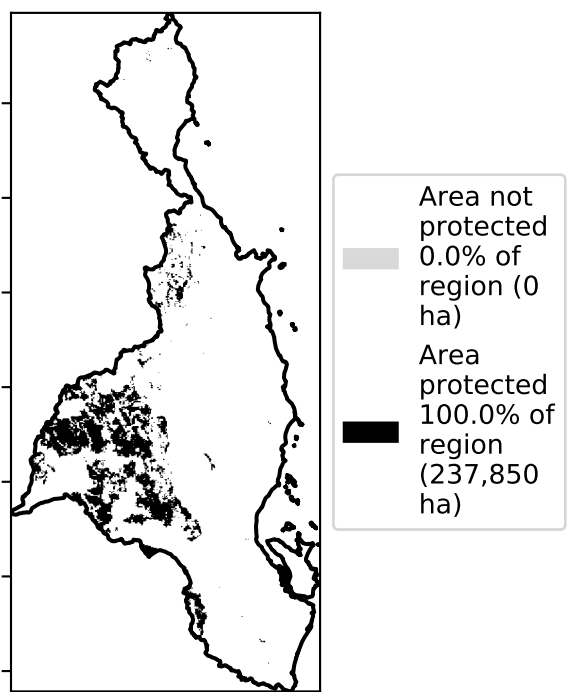 Area not
protected
0.0% of
region (0
ha)
Area
protected
100.0% of
region
(237,850
ha)